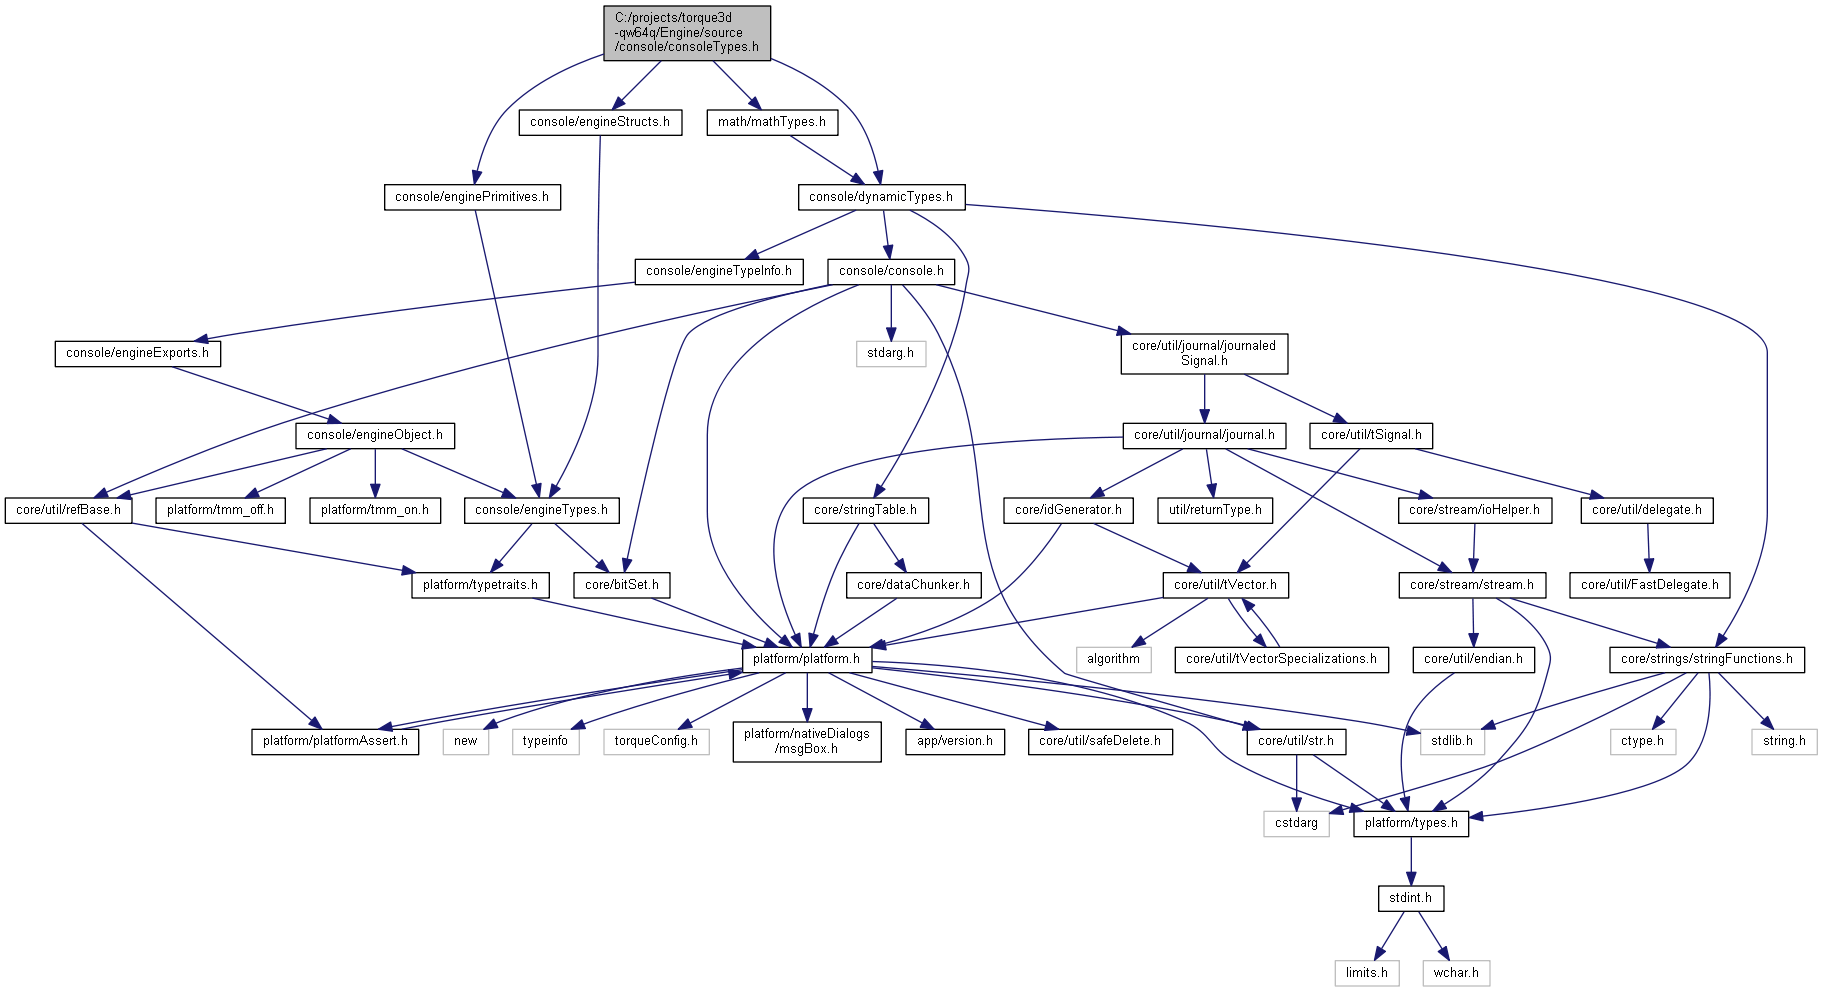 C:/projects/torque3d
-qw64q/Engine/source
/console/consoleTypes.h
console/engineStructs.h
math/mathTypes.h
console/enginePrimitives.h
console/dynamicTypes.h
console/engineTypeInfo.h
console/console.h
console/engineExports.h
stdarg.h
core/util/journal/journaled
Signal.h
console/engineObject.h
core/util/journal/journal.h
core/util/tSignal.h
core/util/refBase.h
platform/tmm_off.h
platform/tmm_on.h
console/engineTypes.h
core/stringTable.h
core/idGenerator.h
util/returnType.h
core/stream/ioHelper.h
core/util/delegate.h
platform/typetraits.h
core/bitSet.h
core/dataChunker.h
core/util/tVector.h
core/stream/stream.h
core/util/FastDelegate.h
platform/platform.h
algorithm
core/util/tVectorSpecializations.h
core/util/endian.h
core/strings/stringFunctions.h
platform/platformAssert.h
new
typeinfo
torqueConfig.h
platform/nativeDialogs
/msgBox.h
app/version.h
core/util/safeDelete.h
core/util/str.h
stdlib.h
ctype.h
string.h
cstdarg
platform/types.h
stdint.h
limits.h
wchar.h